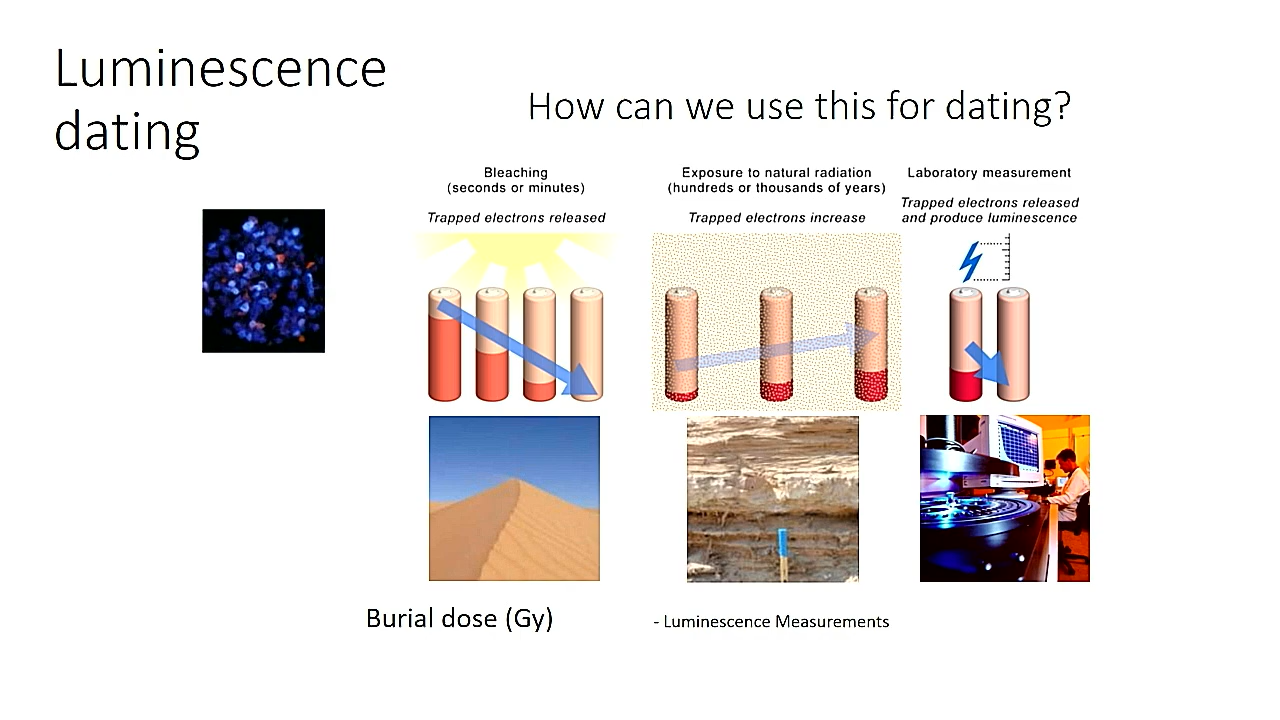 Luminescence
dating
How can we use this for dating?
Bleaching
(seconds or minutes)
Trapped electrons released
Exposure to natural radiation
(hundreds or thousands of years)
Trapped electrons increase
Laboratory measurement
Trapped electrons released
and produce luminescence
Burial dose (Gy)
- Luminescence Measurements